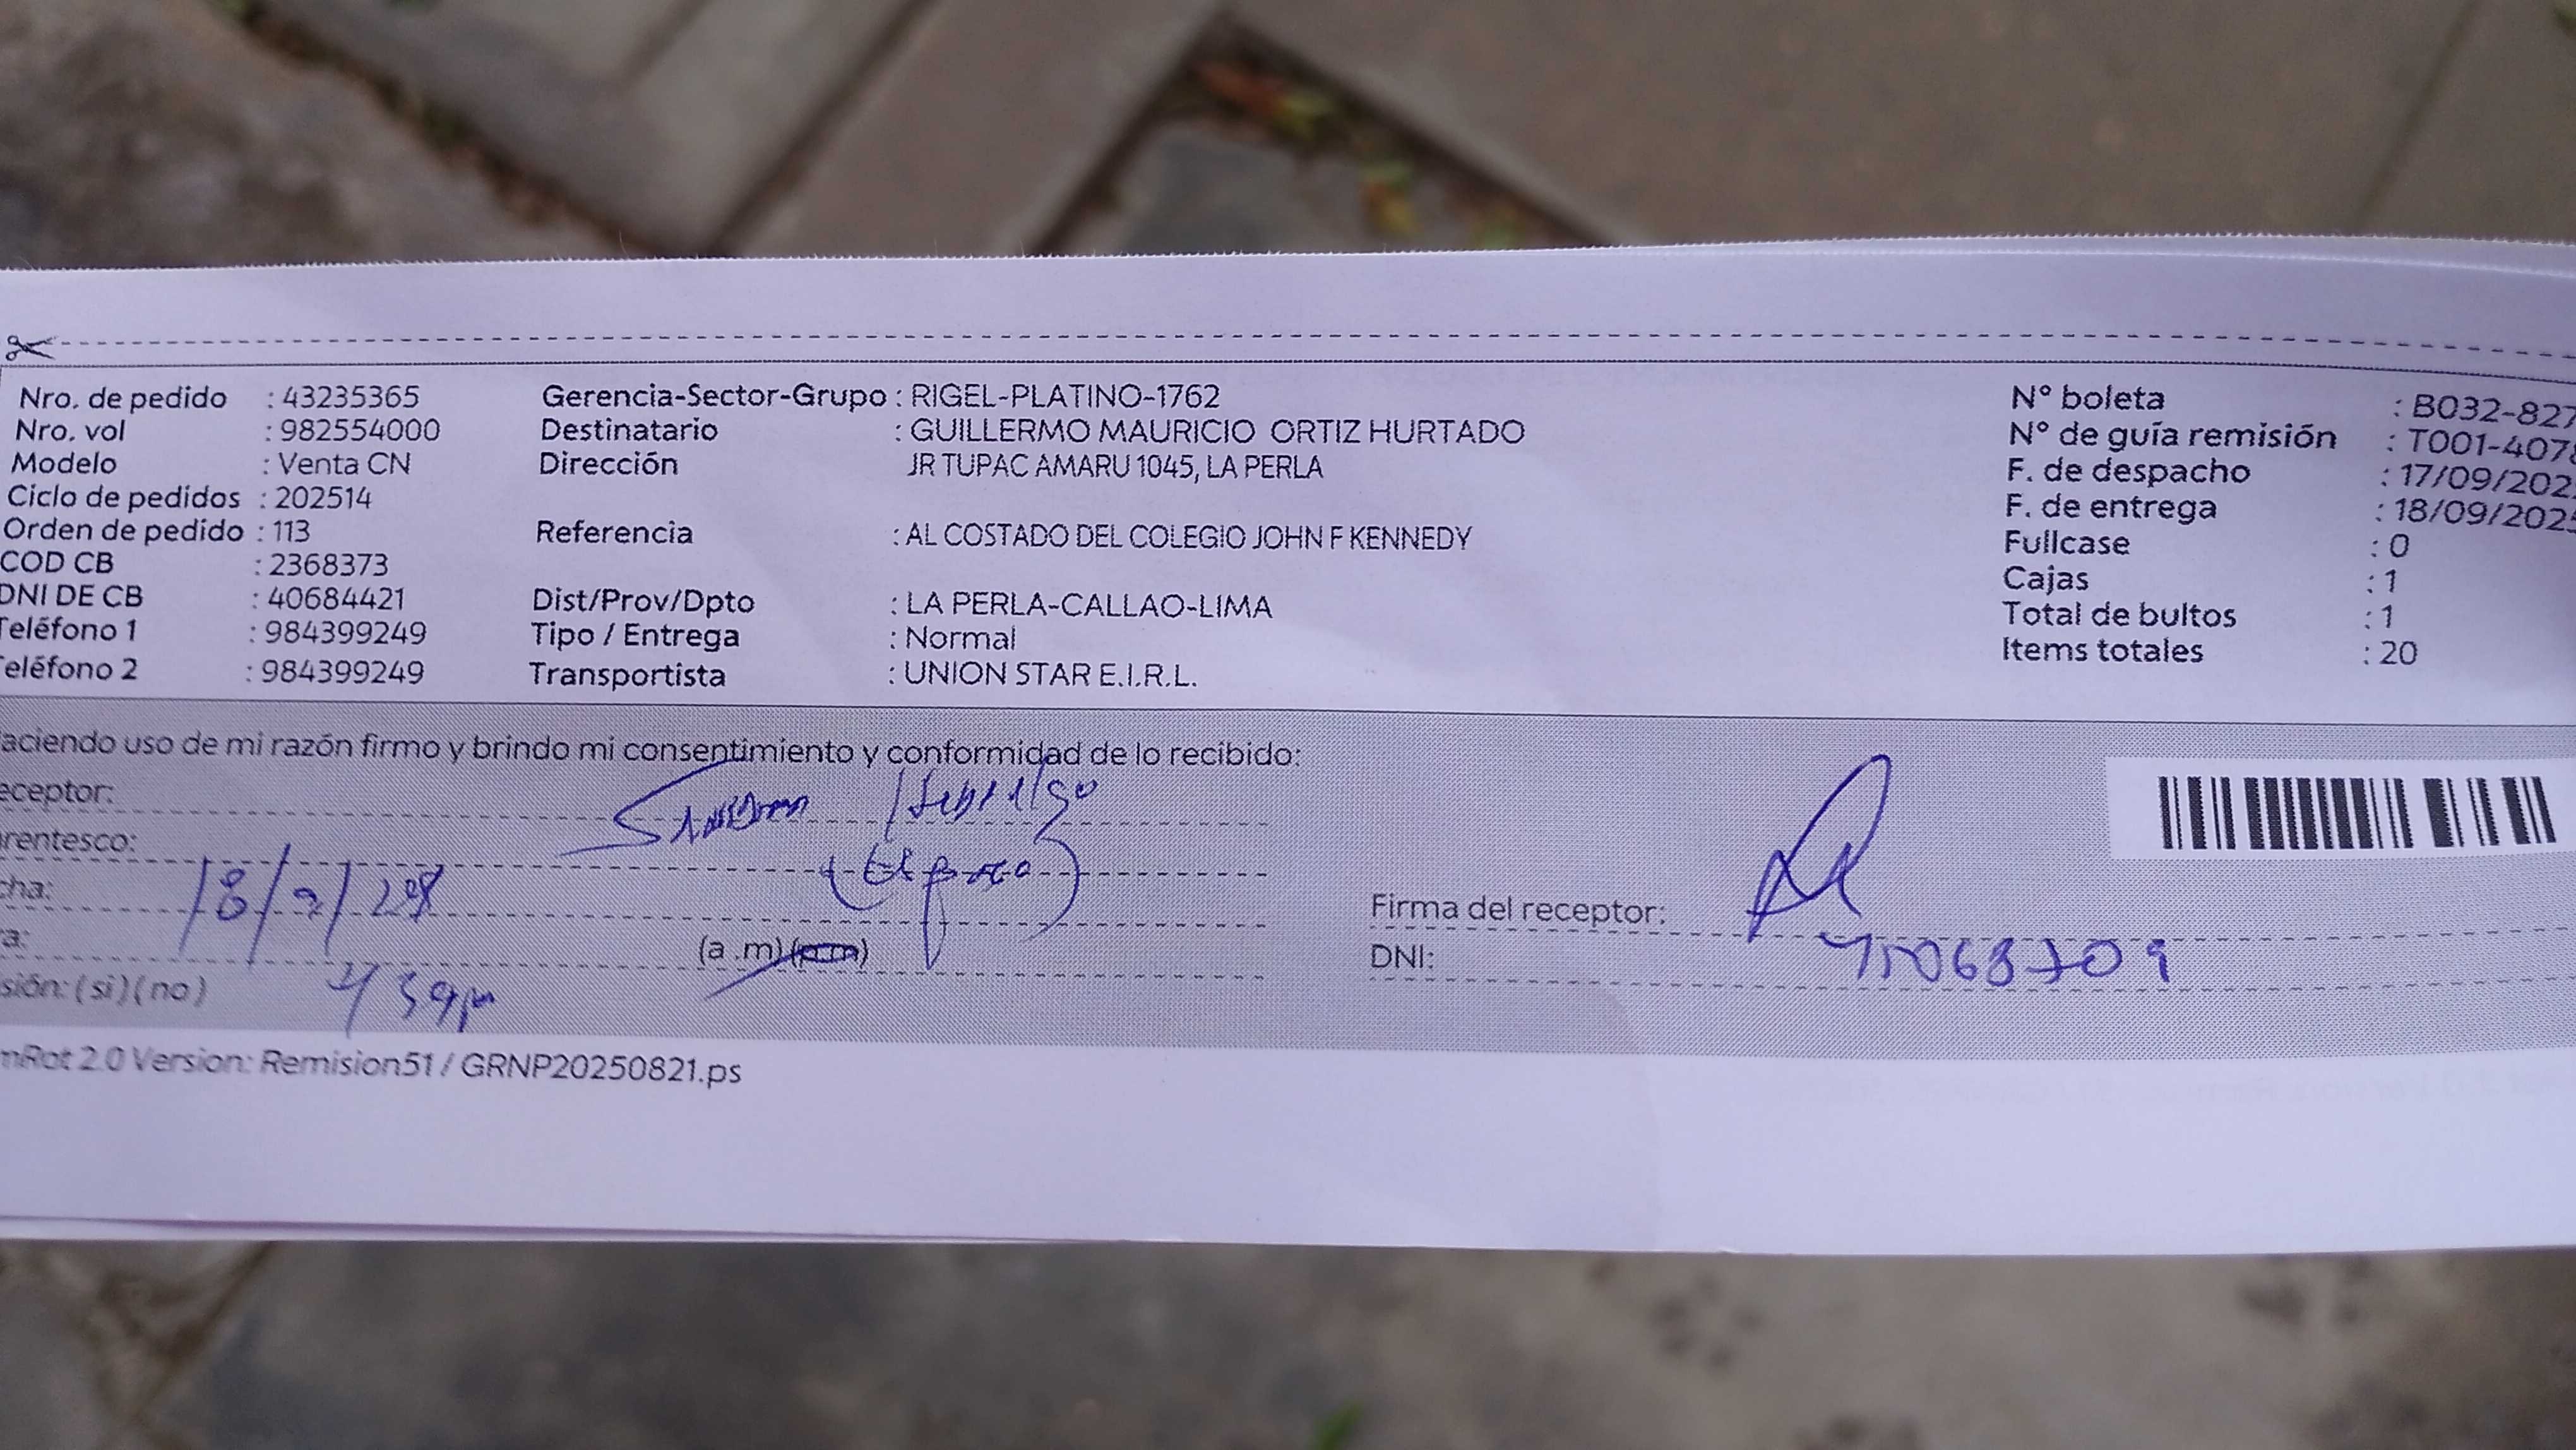 Nro. de pedido : 43235365 Gerencia-Sector-Grupo : RIGEL-PLATINO-1762 N° boleta : B032-827
Nro. vol : 982554000 Destinatario : GUILLERMO MAURICIO ORTIZ HURTADO N° de guía remisión : T001-407
Modelo : Venta CN Dirección JR TUPAC AMARU 1045, LA PERLA F. de despacho : 17/09/202
Ciclo de pedidos : 202514 F. de entrega : 18/09/202
Orden de pedido : 113 Referencia : AL COSTADO DEL COLEGIO JOHN F KENNEDY Fullcase : 0
COD CB : 2368373 Cajas : 1
DNI DE CB : 40684421 Dist/Prov/Dpto : LA PERLA-CALLAO-LIMA Total de bultos : 1
Teléfono 1 : 984399249 Tipo / Entrega : Normal Items totales : 20
eléfono 2 : 984399249 Transportista : UNION STAR E.I.R.L.
aciendo uso de mi razón firmo y brindo mi consentimiento y conformidad de lo recibido:
eceptor:
rentesco:
cha: 18/9/
Firma del receptor:
a: (a.m) (p.m)
DNI:
sión: (si) (no)
Rot 2.0 Version: Remision51 / GRNP20250821.ps